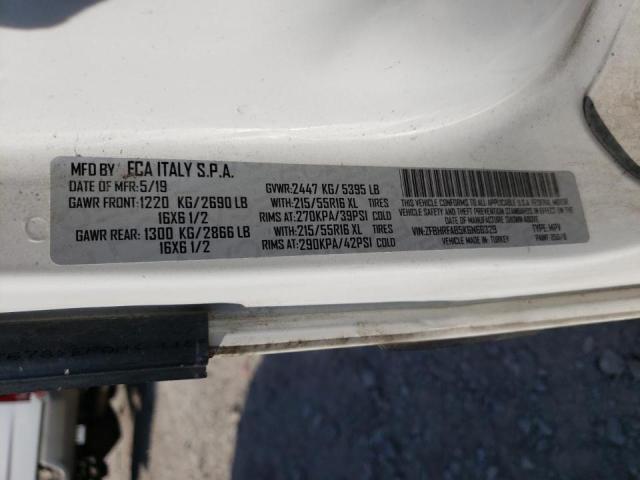 MFD BY FCA ITALY S.P.A.
DATE OF MFR: 5/19 GVWR: 2447 KG/ 5395 LB
GAWR FRONT: 1220 KG/2690 LB WITH: 215/55R16 XL TIRES
16X6 1/2 RIMS AT: 270KPA/39PSI COLD
GAWR REAR: 1300 KG/2866 LB WITH: 215/55R16 XL TIRES
16X6 1/2 RIMS AT: 290KPA/42PSI COLD
THIS VEHICLE CONFORMS TO ALL APPLICABLE U.S.A. FEDERAL MOTOR
VEHICLE SAFETY, BUMPER AND THEFT PREVENTION STANDARDS IN EFFECT ON THE
DATE OF MANUFACTURE SHOWN ABOVE.
TYPE: MPV
MADE IN: TURKEY